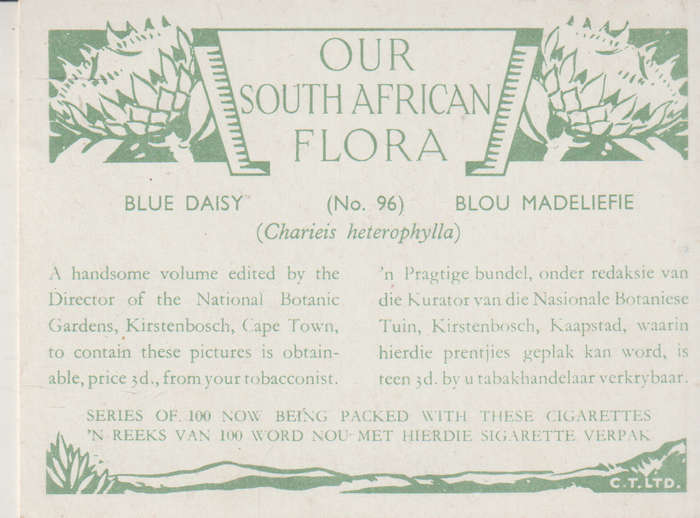 OUR
SOUTH AFRICAN
FLORA
BLUE DAISY (No. 96) BLOU MADELIEFIE
(Charieis heterophylla)
A handsome volume edited by the
Director of the National Botanic
Gardens, Kirstenbosch, Cape Town,
to contain these pictures is obtain-
able, price 3d., from your tobacconist.
'n Pragtige bundel, onder redaksie van
die Kurator van die Nasionale Botaniese
Tuin, Kirstenbosch, Kaapstad, waarin
hierdie prentjies geplak kan word, is
teen 3d. by u tabakhandelaar verkrybaar.
SERIES OF 100 NOW BEING PACKED WITH THESE CIGARETTES
'N REEKS VAN 100 WORD NOU MET HIERDIE SIGARETTE VERPAK
C.T. LTD.